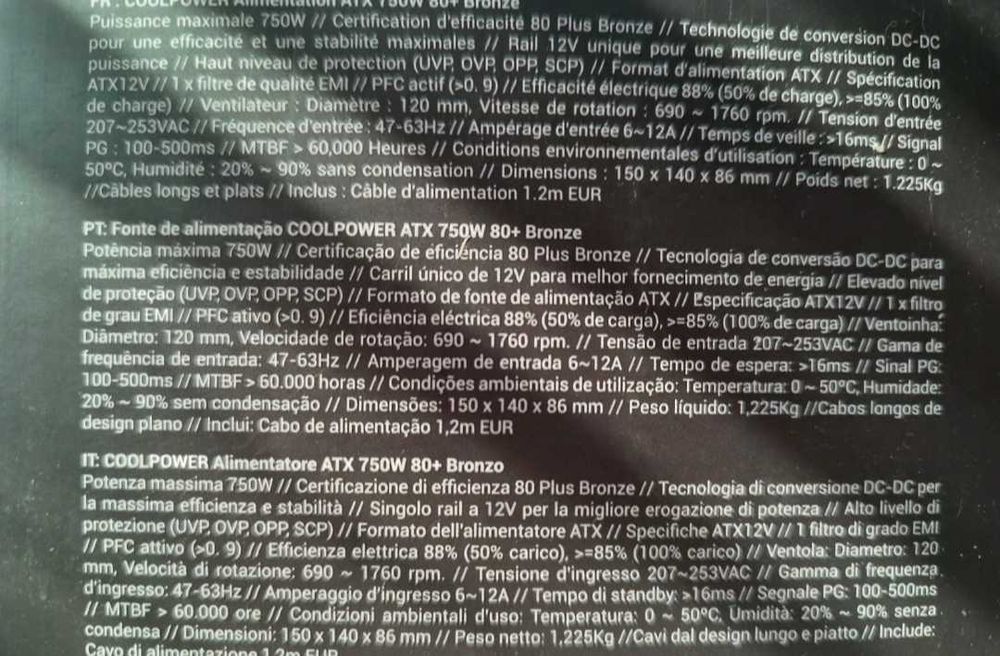 FR : COOLPOWER Alimentation ATX 750W 80+ Bronze
Puissance maximale 750W // Certification d'efficacité 80 Plus Bronze // Technologie de conversion DC-DC
pour une efficacité et une stabilité maximales // Rail 12V unique pour une meilleure distribution de la
puissance // Haut niveau de protection (UVP, OVP, OPP, SCP) // Format d'alimentation ATX // Spécification
ATX12V // 1 x filtre de qualité EMI // PFC actif (>0. 9) // Efficacité électrique 88% (50% de charge), >=85% (100%
de charge) // Ventilateur : Diamètre : 120 mm, Vitesse de rotation : 690 ~ 1760 rpm. // Tension d'entrée
207~253VAC // Fréquence d'entrée : 47-63Hz // Ampérage d'entrée 6~12A // Temps de veille : >16ms // Signal
PG : 100-500ms // MTBF > 60,000 Heures // Conditions environnementales d'utilisation : Température : 0 ~
50ºC, Humidité : 20% ~ 90% sans condensation // Dimensions : 150 x 140 x 86 mm // Poids net : 1.225Kg
//Câbles longs et plats // Inclus : Câble d'alimentation 1.2m EUR
PT: Fonte de alimentação COOLPOWER ATX 750W 80+ Bronze
Potência máxima 750W // Certificação de eficiência 80 Plus Bronze // Tecnologia de conversão DC-DC para
máxima eficiência e estabilidade // Carril único de 12V para melhor fornecimento de energia // Elevado nível
de proteção (UVP, OVP, OPP, SCP) // Formato de fonte de alimentação ATX // Especificação ATX12V // 1 x filtro
de grau EMI // PFC ativo (>0. 9) // Eficiência eléctrica 88% (50% de carga), >=85% (100% de carga) // Ventoinha:
Diâmetro: 120 mm, Velocidade de rotação: 690 ~ 1760 rpm. // Tensão de entrada 207~253VAC // Gama de
frequência de entrada: 47-63Hz // Amperagem de entrada 6~12A // Tempo de espera: >16ms // Sinal PG:
100-500ms // MTBF > 60.000 horas // Condições ambientais de utilização: Temperatura: 0 ~ 50ºC, Humidade:
20% ~ 90% sem condensação // Dimensões: 150 x 140 x 86 mm // Peso líquido: 1,225Kg //Cabos longos de
design plano // Inclui: Cabo de alimentação 1,2m EUR
IT: COOLPOWER Alimentatore ATX 750W 80+ Bronzo
Potenza massima 750W // Certificazione di efficienza 80 Plus Bronze // Tecnologia di conversione DC-DC per
la massima efficienza e stabilità // Singolo rail a 12V per la migliore erogazione di potenza // Alto livello di
protezione (UVP, OVP, OPP, SCP) // Formato dell'alimentatore ATX // Specifiche ATX12V // 1 filtro di grado EMI
// PFC attivo (>0. 9) // Efficienza elettrica 88% (50% carico), >=85% (100% carico) // Ventola: Diametro: 120
mm, Velocità di rotazione: 690 ~ 1760 rpm. // Tensione d'ingresso 207~253VAC // Gamma di frequenza
d'ingresso: 47-63Hz // Amperaggio d'ingresso 6~12A // Tempo di standby: >16ms // Segnale PG: 100-500ms
// MTBF > 60.000 ore // Condizioni ambientali d'uso: Temperatura: 0 ~ 50ºC, Umidità: 20% ~ 90% senza
condensa // Dimensioni: 150 x 140 x 86 mm // Peso netto: 1,225Kg //Cavi dal design lungo e piatto // Include:
Cavo di alimentazione 1,2m EUR